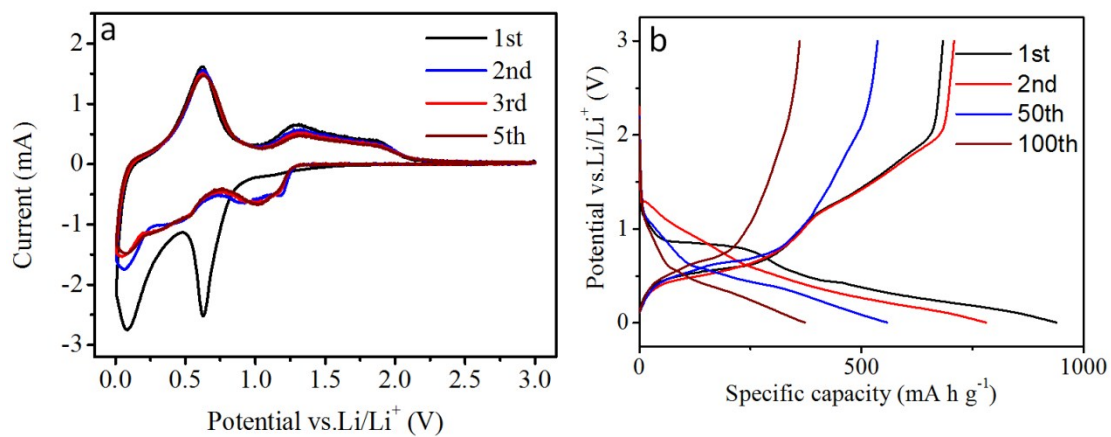 a
1st
2nd
3rd
5th
2
1
0
-1
-2
-3
Current (mA)
0.0 0.5 1.0 1.5 2.0 2.5 3.0
Potential vs.Li/Li⁺ (V)
b
1st
2nd
50th
100th
3
2
1
0
Potential vs.Li/Li⁺ (V)
0 500 1000
Specific capacity (mA h g⁻¹)